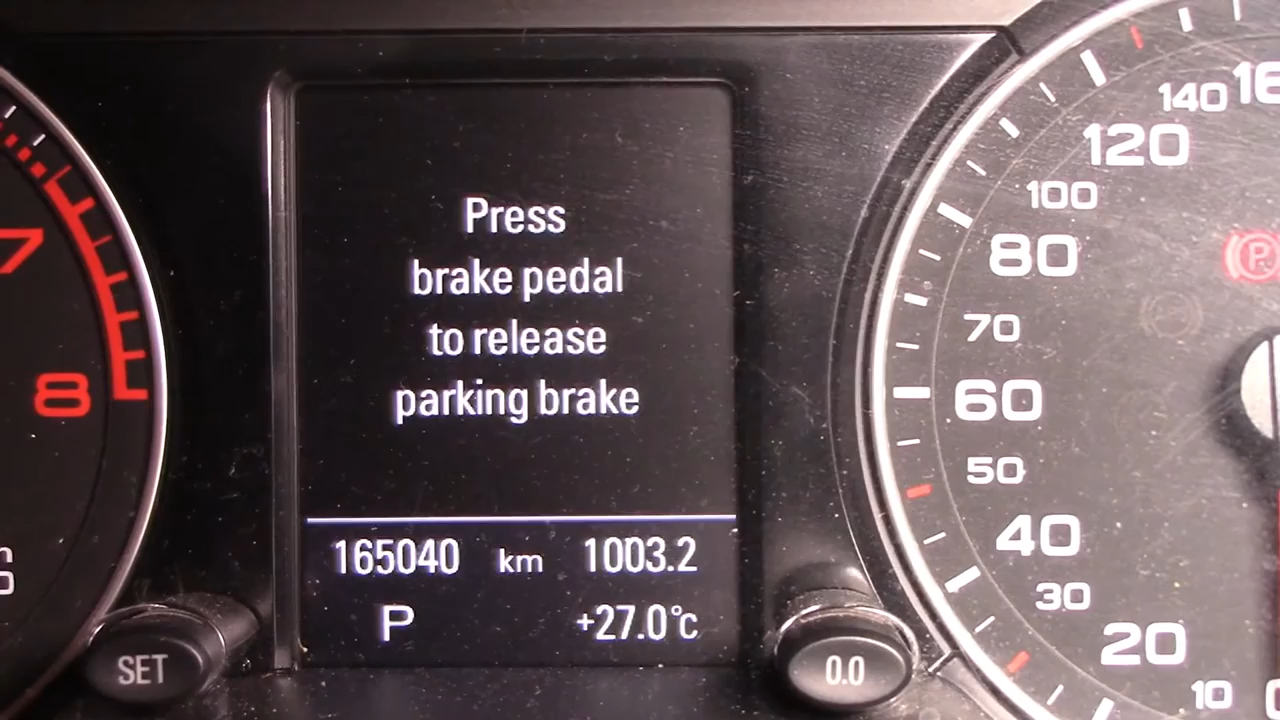 Press
brake pedal
to release
parking brake
165040 km 1003.2
P +27.0°c
SET
0.0
7
8
140
120
100
80
70
60
50
40
30
20
10
P